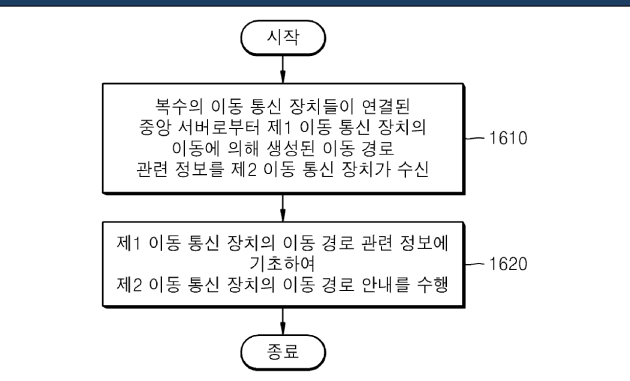 시작
복수의 이동 통신 장치들이 연결된
중앙 서버로부터 제1 이동 통신 장치의
이동에 의해 생성된 이동 경로
관련 정보를 제2 이동 통신 장치가 수신
1610
제1 이동 통신 장치의 이동 경로 관련 정보에
기초하여
제2 이동 통신 장치의 이동 경로 안내를 수행
1620
종료